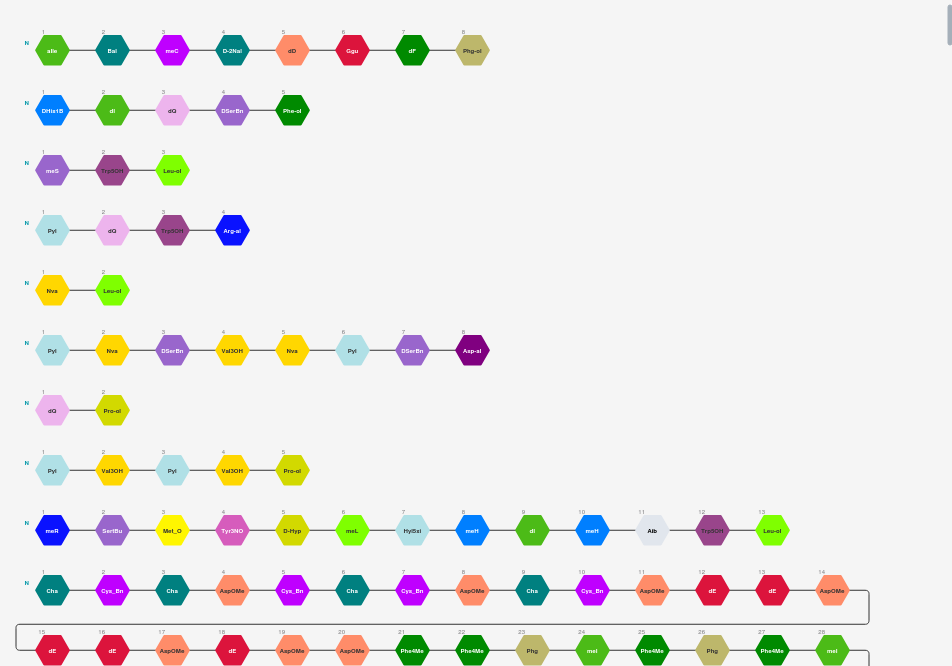 1 2 3 4 5 6 7 8
N aIle Bal meC D-2Nal dD Ggu dF Phg-ol
1 2 3 4 5
N DHis1B dI dQ DSerBn Phe-ol
1 2 3
N meS Trp5OH Leu-ol
1 2 3 4
N Pyl dQ Trp5OH Arg-al
1 2
N Nva Leu-ol
1 2 3 4 5 6 7 8
N Pyl Nva DSerBn Val3OH Nva Pyl DSerBn Asp-al
1 2
N dQ Pro-ol
1 2 3 4 5
N Pyl Val3OH Pyl Val3OH Pro-ol
1 2 3 4 5 6 7 8 9 10 11 12 13
N meR SertBu Met_O Tyr3NO D-Hyp meL meH dI meH Aib Trp5OH Leu-ol
1 2 3 4 5 6 7 8 9 10 11 12 13 14
N Cha Cys_Bn Cha AspOMe Cys_Bn Cha Cys_Bn AspOMe Cha Cys_Bn AspOMe dE dE AspOMe
15 16 17 18 19 20 21 22 23 24 25 26 27 28
dE dE AspOMe dE AspOMe AspOMe Phe4Me Phe4Me Phg meI Phe4Me Phg Phe4Me meI